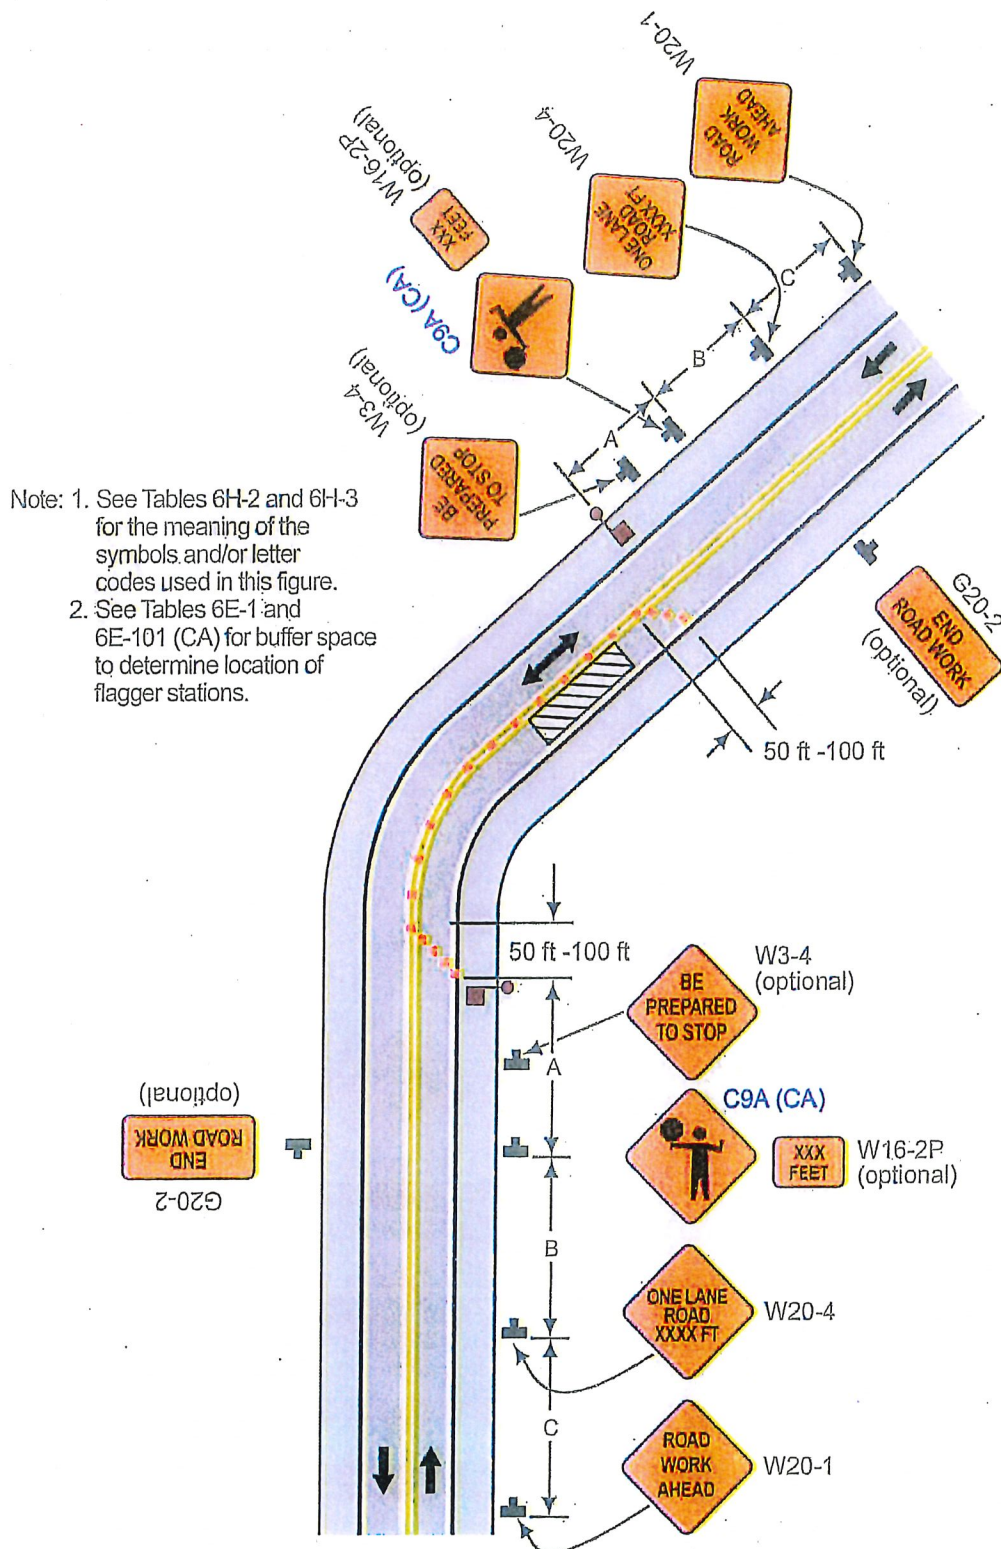 W20-1
ROAD
WORK
AHEAD
W20-4
ONE LANE
ROAD
XXXX FT
W16-2P
(optional)
XXX
FEET
C9A (CA)
W3-4
(optional)
BE
PREPARED
TO STOP
C
B
A
Note: 1. See Tables 6H-2 and 6H-3
for the meaning of the
symbols and/or letter
codes used in this figure.
2. See Tables 6E-1 and
6E-101 (CA) for buffer space
to determine location of
flagger stations.
G20-2
END
ROAD WORK
(optional)
50 ft -100 ft
50 ft -100 ft
W3-4
(optional)
BE
PREPARED
TO STOP
A
C9A (CA)
XXX
FEET
W16-2P
(optional)
G20-2
END
ROAD WORK
(optional)
B
ONE LANE
ROAD
XXXX FT
W20-4
C
ROAD
WORK
AHEAD
W20-1